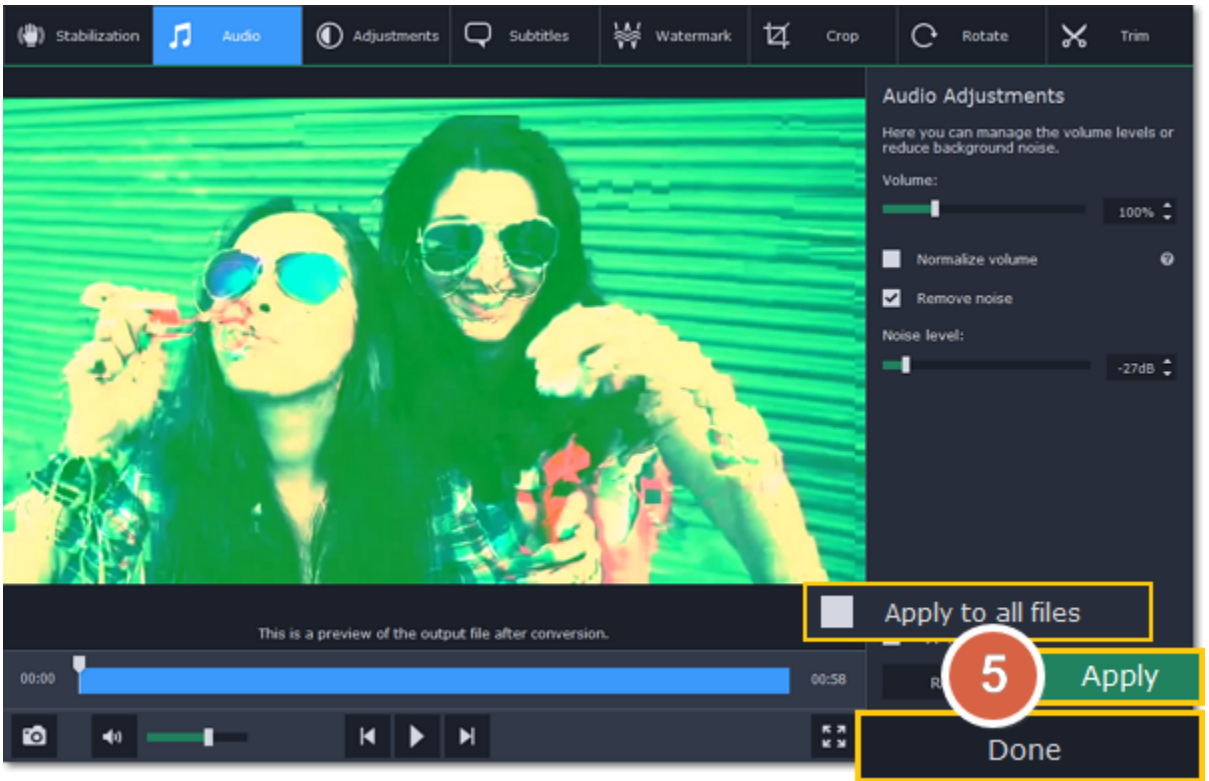 Stabilization
Audio
Adjustments
Subtitles
Watermark
Crop
Rotate
Trim
Audio Adjustments
Here you can manage the volume levels or
reduce background noise.
Volume:
100%
Normalize volume
Remove noise
Noise level:
-27dB
Apply to all files
This is a preview of the output file after conversion.
00:00
00:58
5
Apply
Done